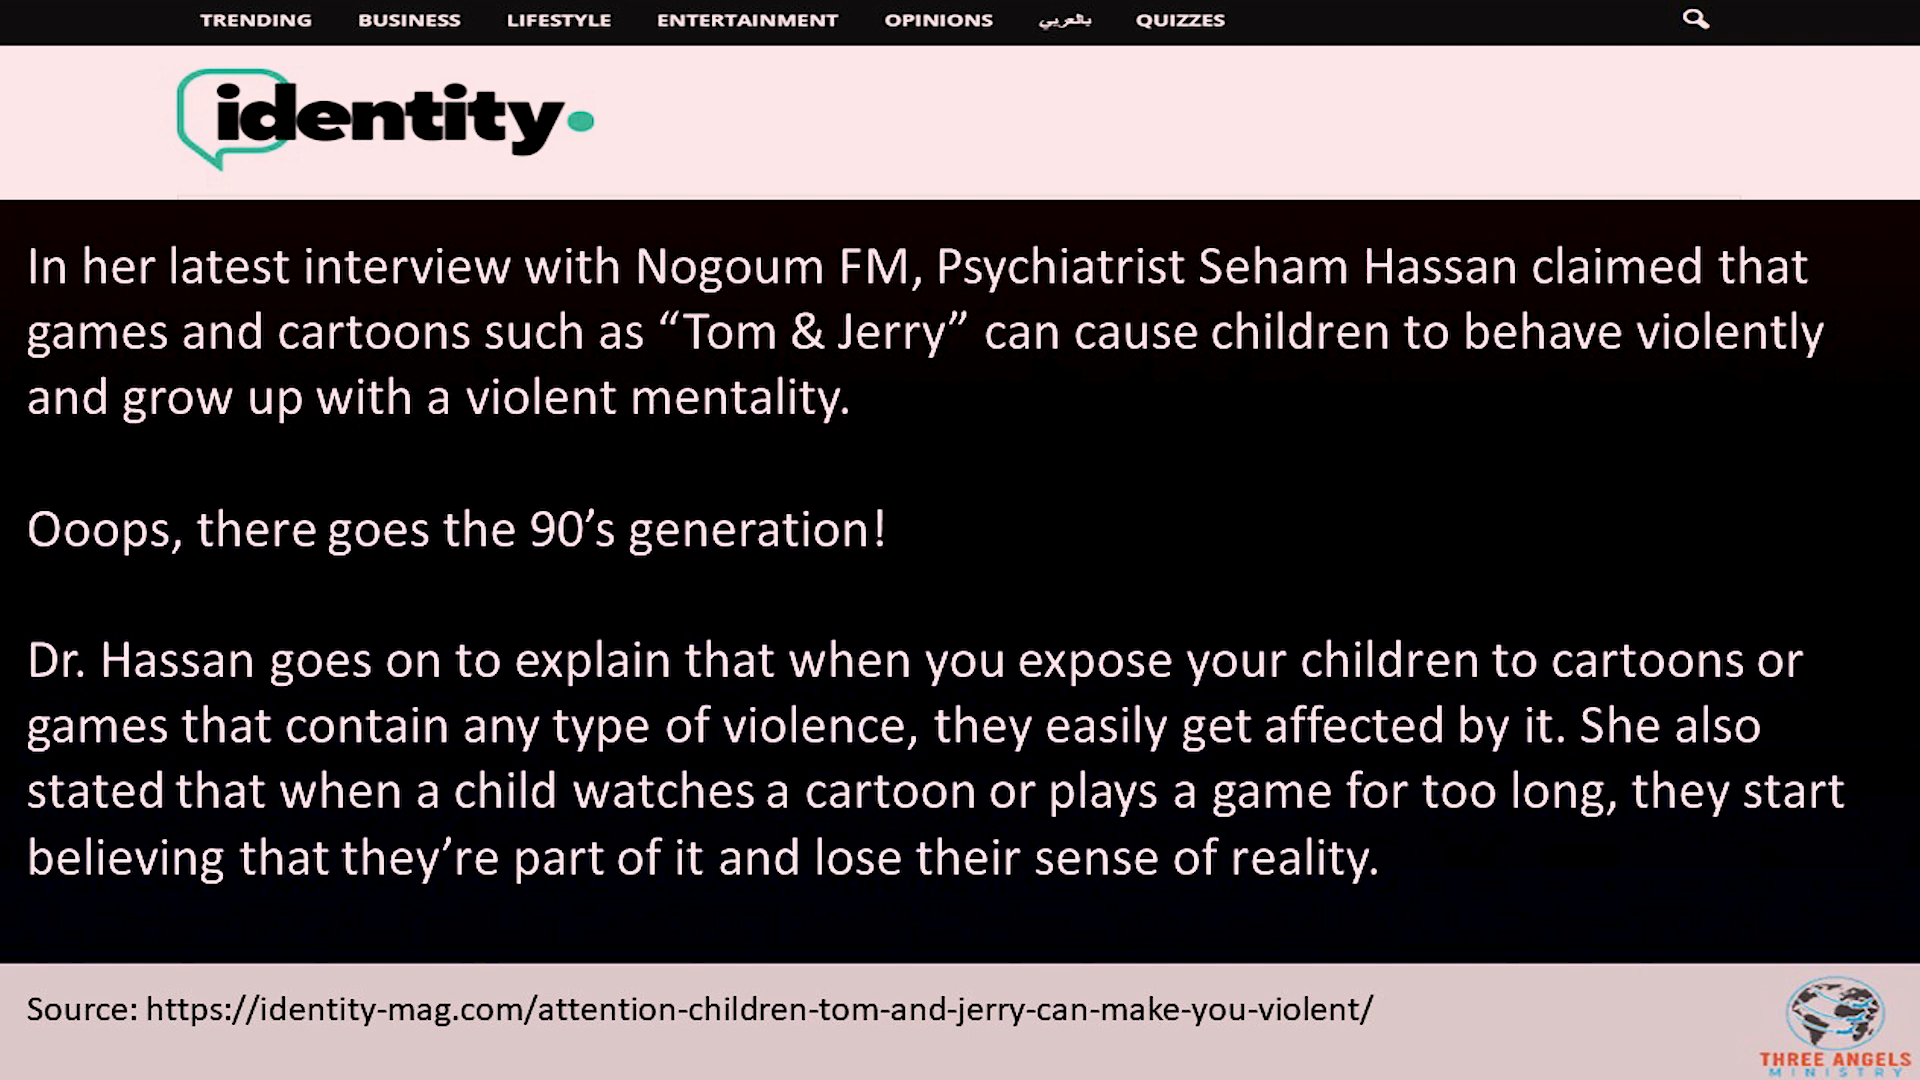 TRENDING BUSINESS LIFESTYLE ENTERTAINMENT OPINIONS بالعربي QUIZZES
identity
In her latest interview with Nogoum FM, Psychiatrist Seham Hassan claimed that
games and cartoons such as “Tom & Jerry” can cause children to behave violently
and grow up with a violent mentality.
Ooops, there goes the 90’s generation!
Dr. Hassan goes on to explain that when you expose your children to cartoons or
games that contain any type of violence, they easily get affected by it. She also
stated that when a child watches a cartoon or plays a game for too long, they start
believing that they’re part of it and lose their sense of reality.
Source: https://identity-mag.com/attention-children-tom-and-jerry-can-make-you-violent/
THREE ANGELS
MINISTRY